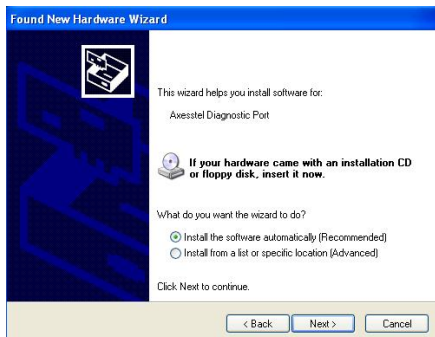 Found New Hardware Wizard
This wizard helps you install software for:
Axesstel Diagnostic Port
If your hardware came with an installation CD
or floppy disk, insert it now.
What do you want the wizard to do?
Install the software automatically (Recommended)
Install from a list or specific location (Advanced)
Click Next to continue.
< Back
Next >
Cancel